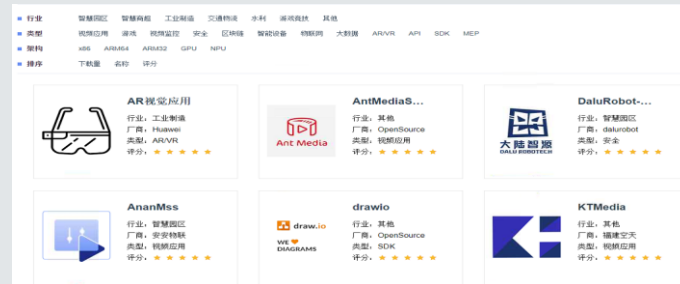 行业 智慧园区 智慧商超 工业制造 交通物流 水利 游戏竞技 其他
类型 视频应用 游戏 视频监控 安全 区块链 智能设备 物联网 大数据 AR/VR API SDK MEP
架构 x86 ARM64 ARM32 GPU NPU
排序 下载量 名称 评分
AR视觉应用
行业：工业制造
厂商：Huawei
类型：AR/VR
评分：
AntMediaS...
行业：其他
厂商：OpenSource
类型：视频应用
评分：
Ant Media
DaluRobot-...
行业：智慧园区
厂商：dalurobot
类型：安全
评分：
大陆智源
DALU ROBOTECH
AnanMss
行业：智慧园区
厂商：安安物联
类型：视频应用
评分：
drawio
行业：其他
厂商：OpenSource
类型：SDK
评分：
draw.io
WE
DIAGRAMS
KTMedia
行业：其他
厂商：福建空天
类型：视频应用
评分：